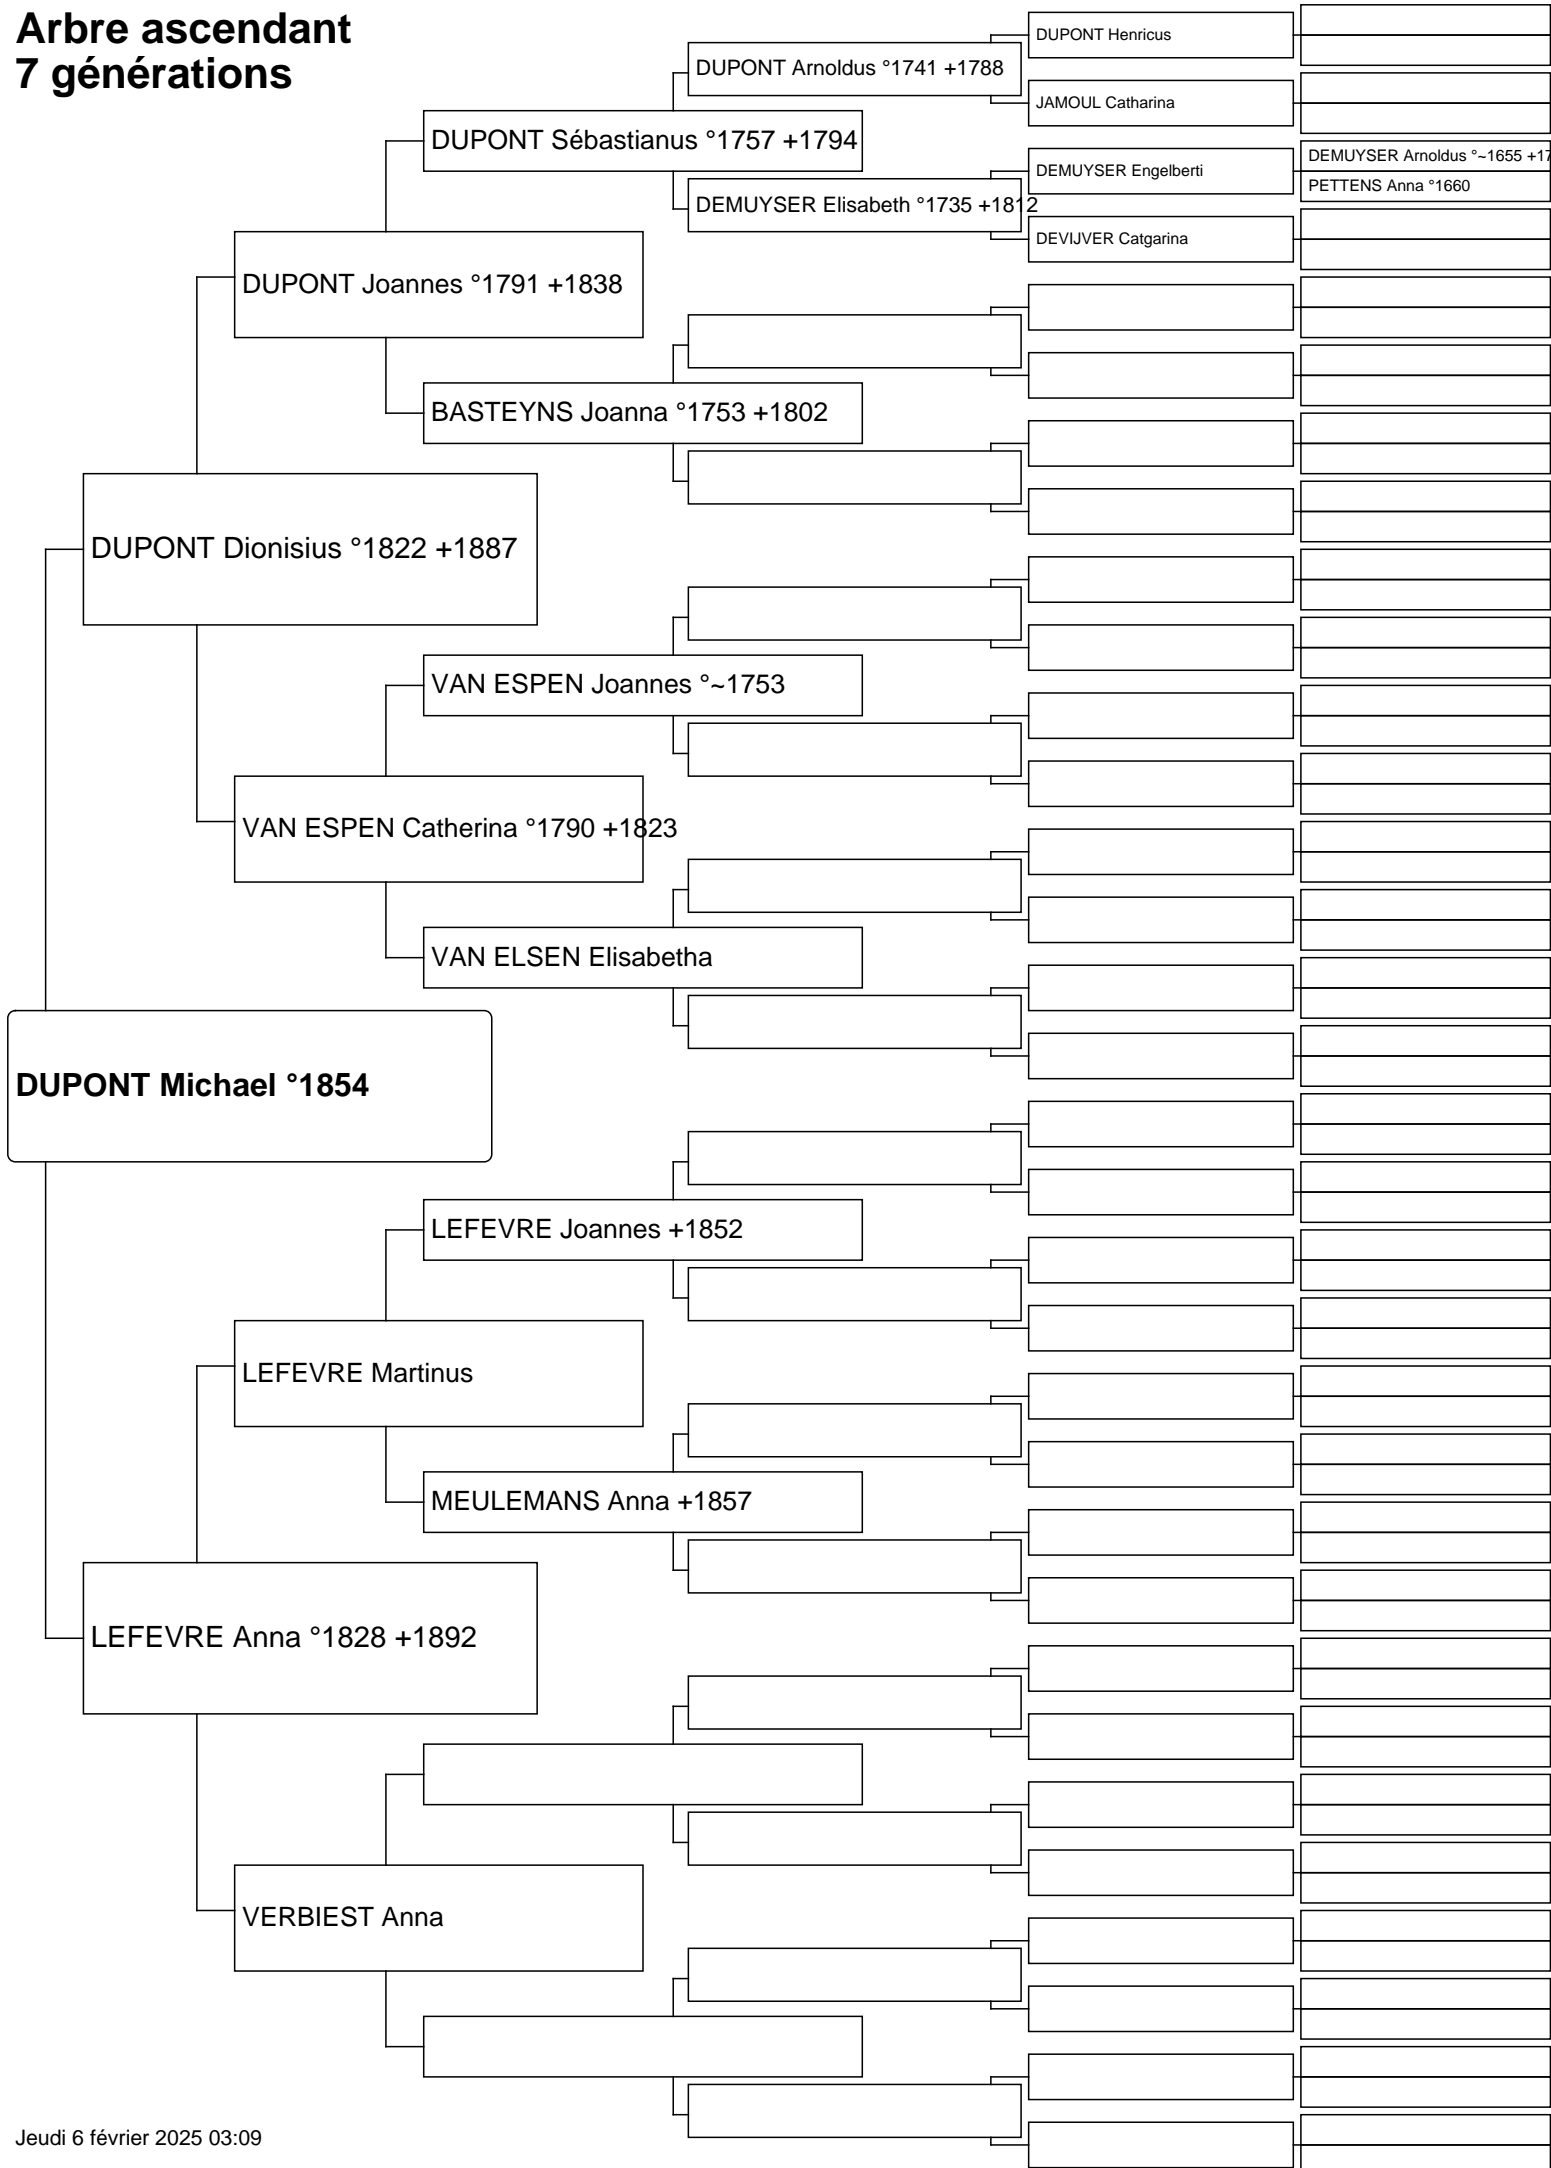 Arbre ascendant
7 générations
DUPONT Henricus
DUPONT Arnoldus °1741 +1788
JAMOUL Catharina
DUPONT Sébastianus °1757 +1794
DEMUYSER Arnoldus °~1655 +17
DEMUYSER Engelberti
PETTENS Anna °1660
DEMUYSER Elisabeth °1735 +1812
DEVIJVER Catgarina
DUPONT Joannes °1791 +1838
BASTEYNS Joanna °1753 +1802
DUPONT Dionisius °1822 +1887
VAN ESPEN Joannes °~1753
VAN ESPEN Catherina °1790 +1823
VAN ELSEN Elisabetha
DUPONT Michael °1854
LEFEVRE Joannes +1852
LEFEVRE Martinus
MEULEMANS Anna +1857
LEFEVRE Anna °1828 +1892
VERBIEST Anna
Jeudi 6 février 2025 03:09